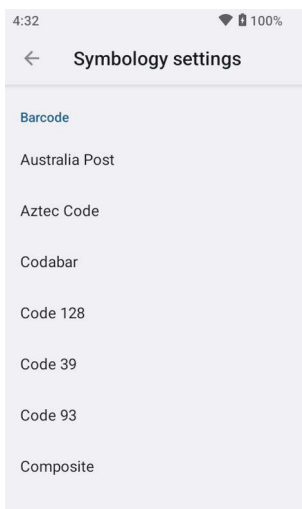 4:32 100%
Symbology settings
Barcode
Australia Post
Aztec Code
Codabar
Code 128
Code 39
Code 93
Composite